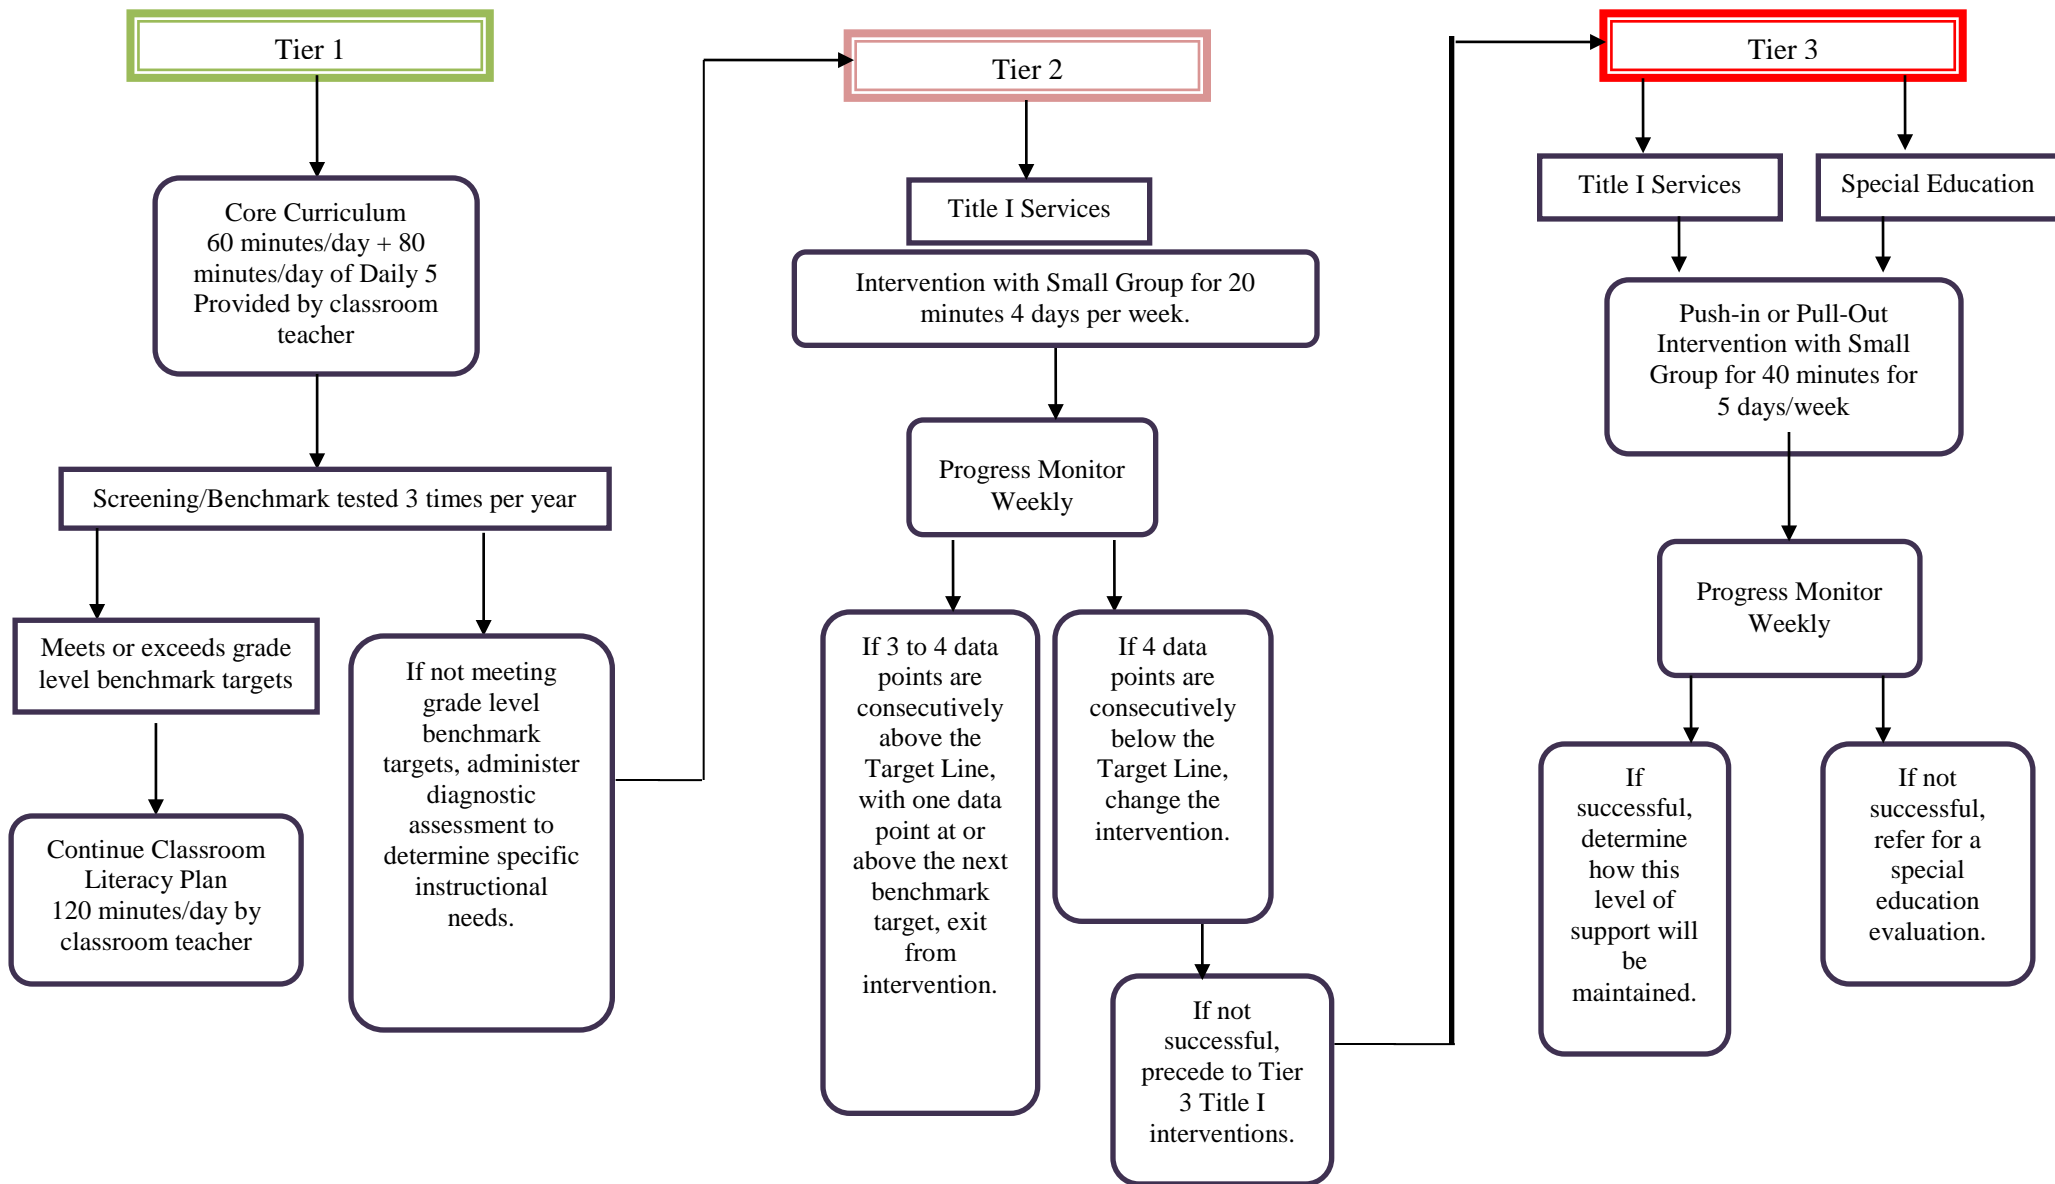 Tier 1
Core Curriculum
60 minutes/day + 80
minutes/day of Daily 5
Provided by classroom
teacher
Screening/Benchmark tested 3 times per year
Meets or exceeds grade
level benchmark targets
Continue Classroom
Literacy Plan
120 minutes/day by
classroom teacher
If not meeting
grade level
benchmark
targets, administer
diagnostic
assessment to
determine specific
instructional
needs.
Tier 2
Title I Services
Intervention with Small Group for 20
minutes 4 days per week.
Progress Monitor
Weekly
If 3 to 4 data
points are
consecutively
above the
Target Line,
with one data
point at or
above the next
benchmark
target, exit
from
intervention.
If 4 data
points are
consecutively
below the
Target Line,
change the
intervention.
If not
successful,
precede to Tier
3 Title I
interventions.
Tier 3
Title I Services
Special Education
Push-in or Pull-Out
Intervention with Small
Group for 40 minutes for
5 days/week
Progress Monitor
Weekly
If
successful,
determine
how this
level of
support will
be
maintained.
If not
successful,
refer for a
special
education
evaluation.